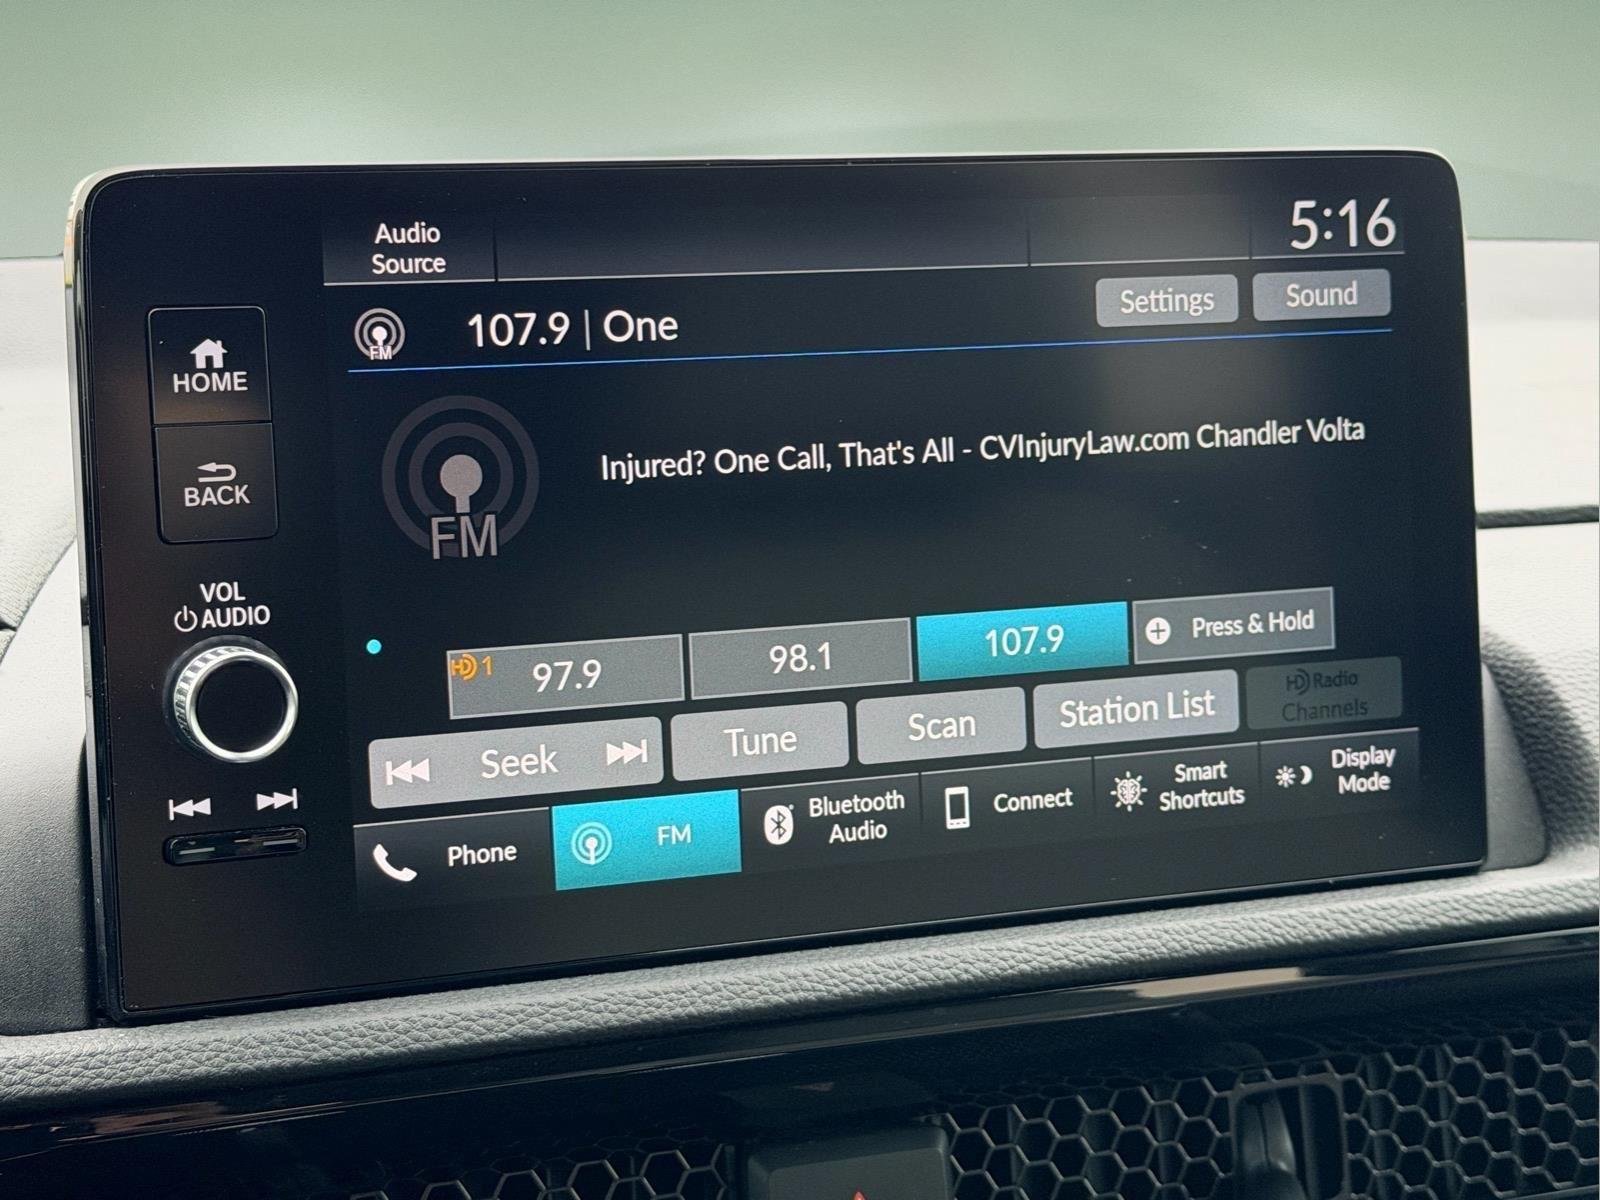 Audio
Source
5:16
FM
107.9 | One
Settings
Sound
HOME
BACK
FM
Injured? One Call, That's All - CVInjuryLaw.com Chandler Volta
VOL
AUDIO
HD 1
97.9
98.1
107.9
Press & Hold
Seek
Tune
Scan
Station List
HD Radio
Channels
Phone
FM
Bluetooth
Audio
Connect
Smart
Shortcuts
Display
Mode